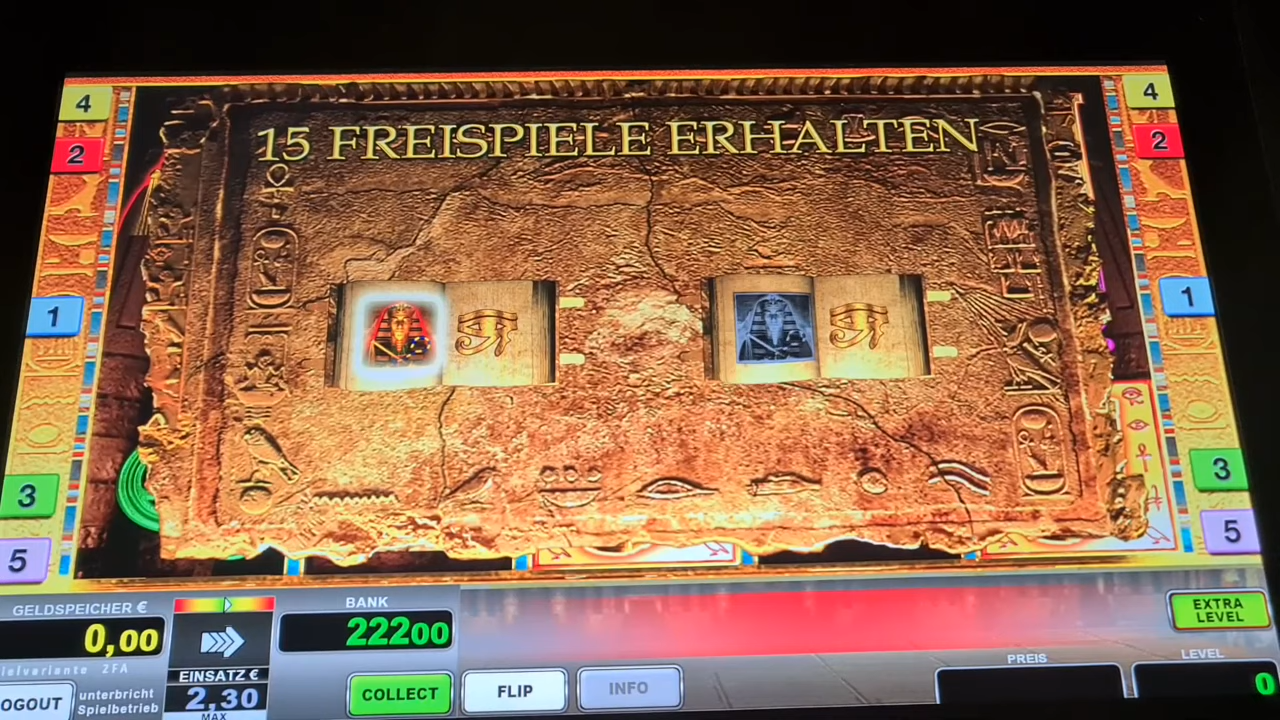 15 FREISPIELE ERHALTEN
4
4
2
2
1
1
3
3
5
5
GELDSPEICHER €
0,00
BANK
22200
EINSATZ €
2,30
MAX
unterbricht
Spielbetrieb
COLLECT
FLIP
INFO
PREIS
LEVEL
0
EXTRA
LEVEL
2FA